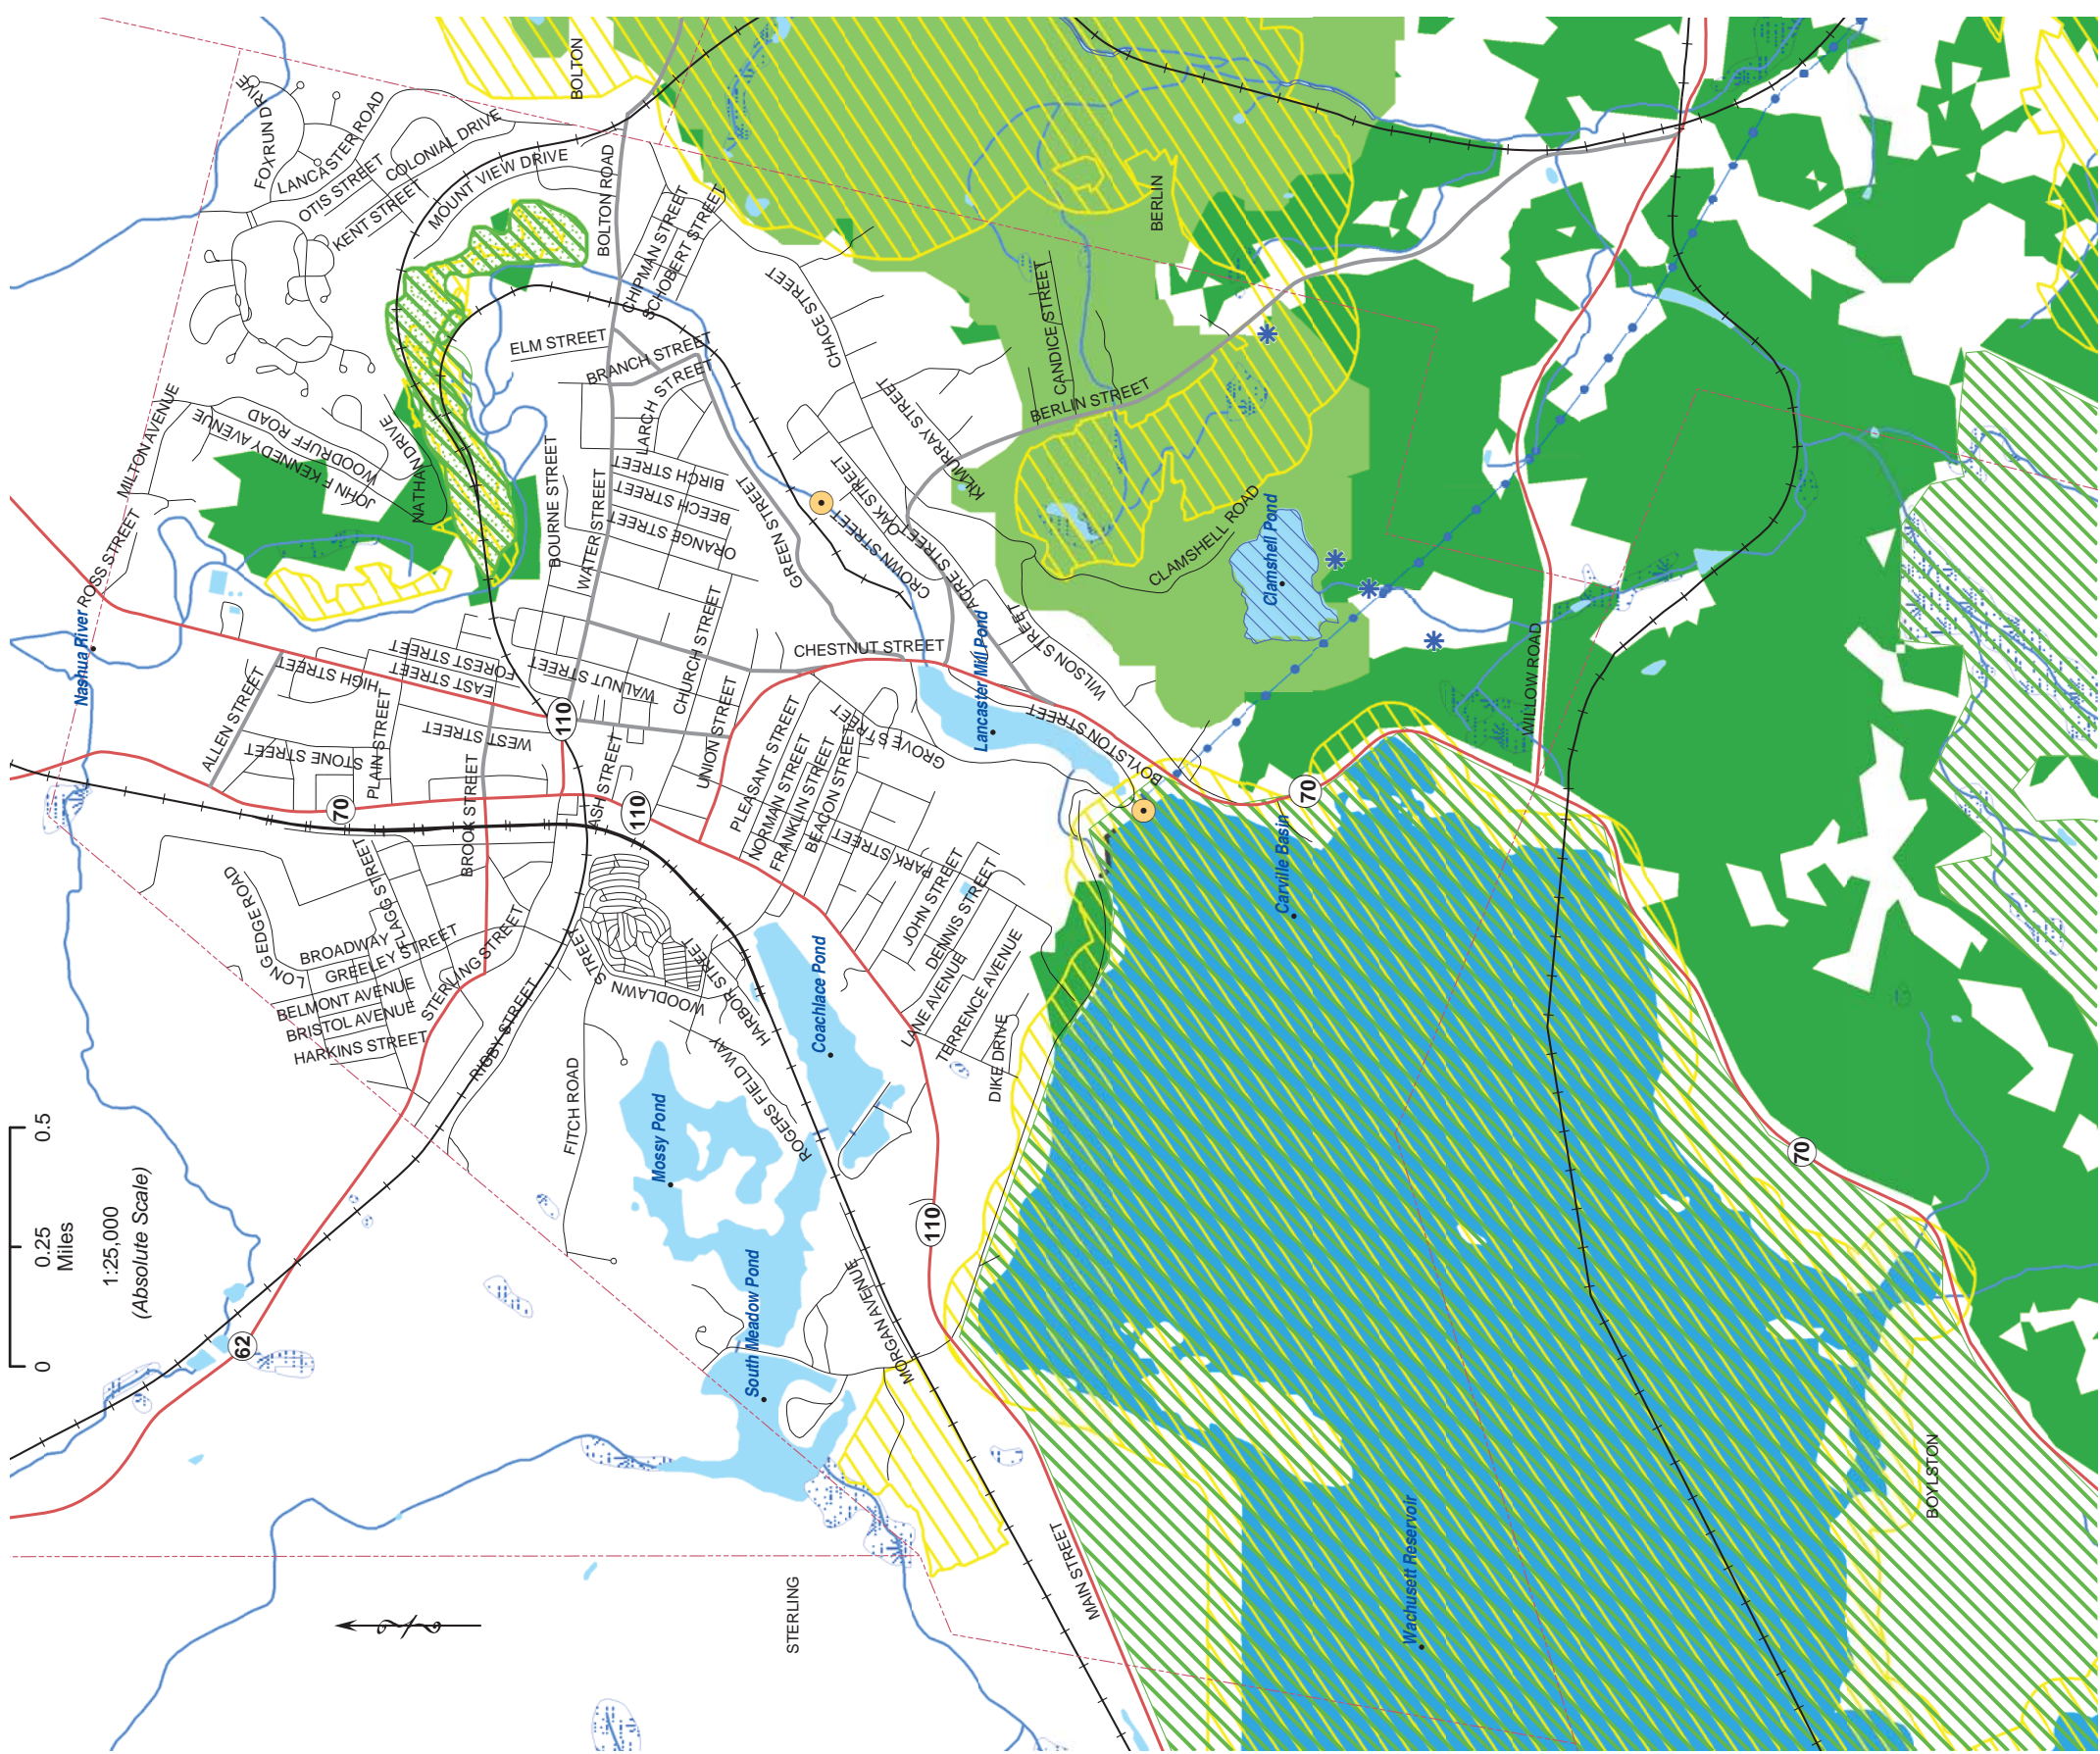 FOXRUN DRIVE
LANCASTER ROAD
OTIS STREET
COLONIAL DRIVE
KENT STREET
MOUNT VIEW DRIVE
BOLTON
BOLTON ROAD
CHIPMAN STREET
SCHOBERT STREET
CHACE STREET
BERLIN
ELM STREET
BRANCH STREET
LARCH STREET
CANDICE STREET
BERLIN STREET
KILMURRAY STREET
MILTON AVENUE
WOODRUFF ROAD
JOHN F KENNEDY AVENUE
NATHAN DRIVE
BOURNE STREET
WATER STREET
BIRCH STREET
BEECH STREET
ORANGE STREET
GREEN STREET
OAK STREET
CROWN STREET
ACRE STREET
CLAMSHELL ROAD
Clamshell Pond
ROSS STREET
Nashua River
ALLEN STREET
HIGH STREET
EAST STREET
FOREST STREET
WALNUT STREET
CHURCH STREET
CHESTNUT STREET
Lancaster Mill Pond
WILSON STREET
BOYLSTON STREET
WILLOW ROAD
STONE STREET
PLAIN STREET
WEST STREET
110
UNION STREET
GROVE STREET
PLEASANT STREET
NORMAN STREET
FRANKLIN STREET
BEACON STREET
PARK STREET
70
BROOK STREET
ASH STREET
110
70
Carville Basin
LONGEDGE ROAD
FLAGG STREET
BROADWAY
GREELEY STREET
BELMONT AVENUE
BRISTOL AVENUE
HARKINS STREET
STERLING STREET
RIGBY STREET
WOODLAWN STREET
HARBOR STREET
JOHN STREET
DENNIS STREET
LANE AVENUE
TERRENCE AVENUE
DIKE DRIVE
Coachlace Pond
FITCH ROAD
ROGERS FIELD WAY
Mossy Pond
110
70
0 0.25 0.5
Miles
1:25,000
(Absolute Scale)
62
South Meadow Pond
MORGAN AVENUE
MAIN STREET
STERLING
Wachusett Reservoir
BOYLSTON